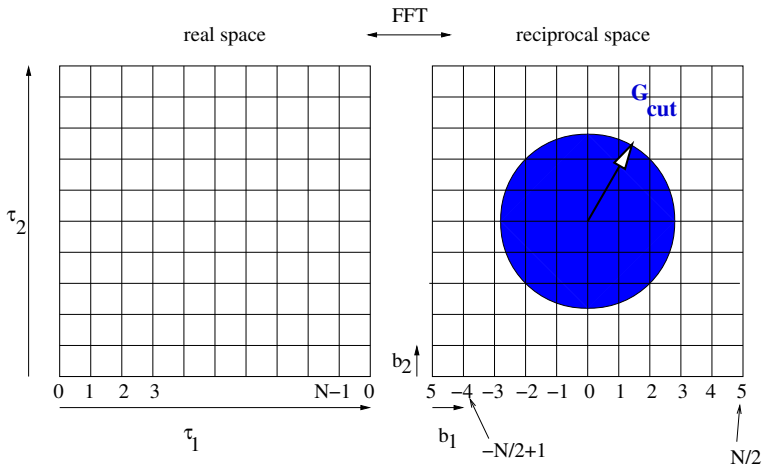 FFT
real space
reciprocal space
G
cut
τ
2
b
2
0 1 2 3 N−1 0
5 −4 −3 −2 −1 0 1 2 3 4 5
τ
1
b
1
−N/2+1
N/2